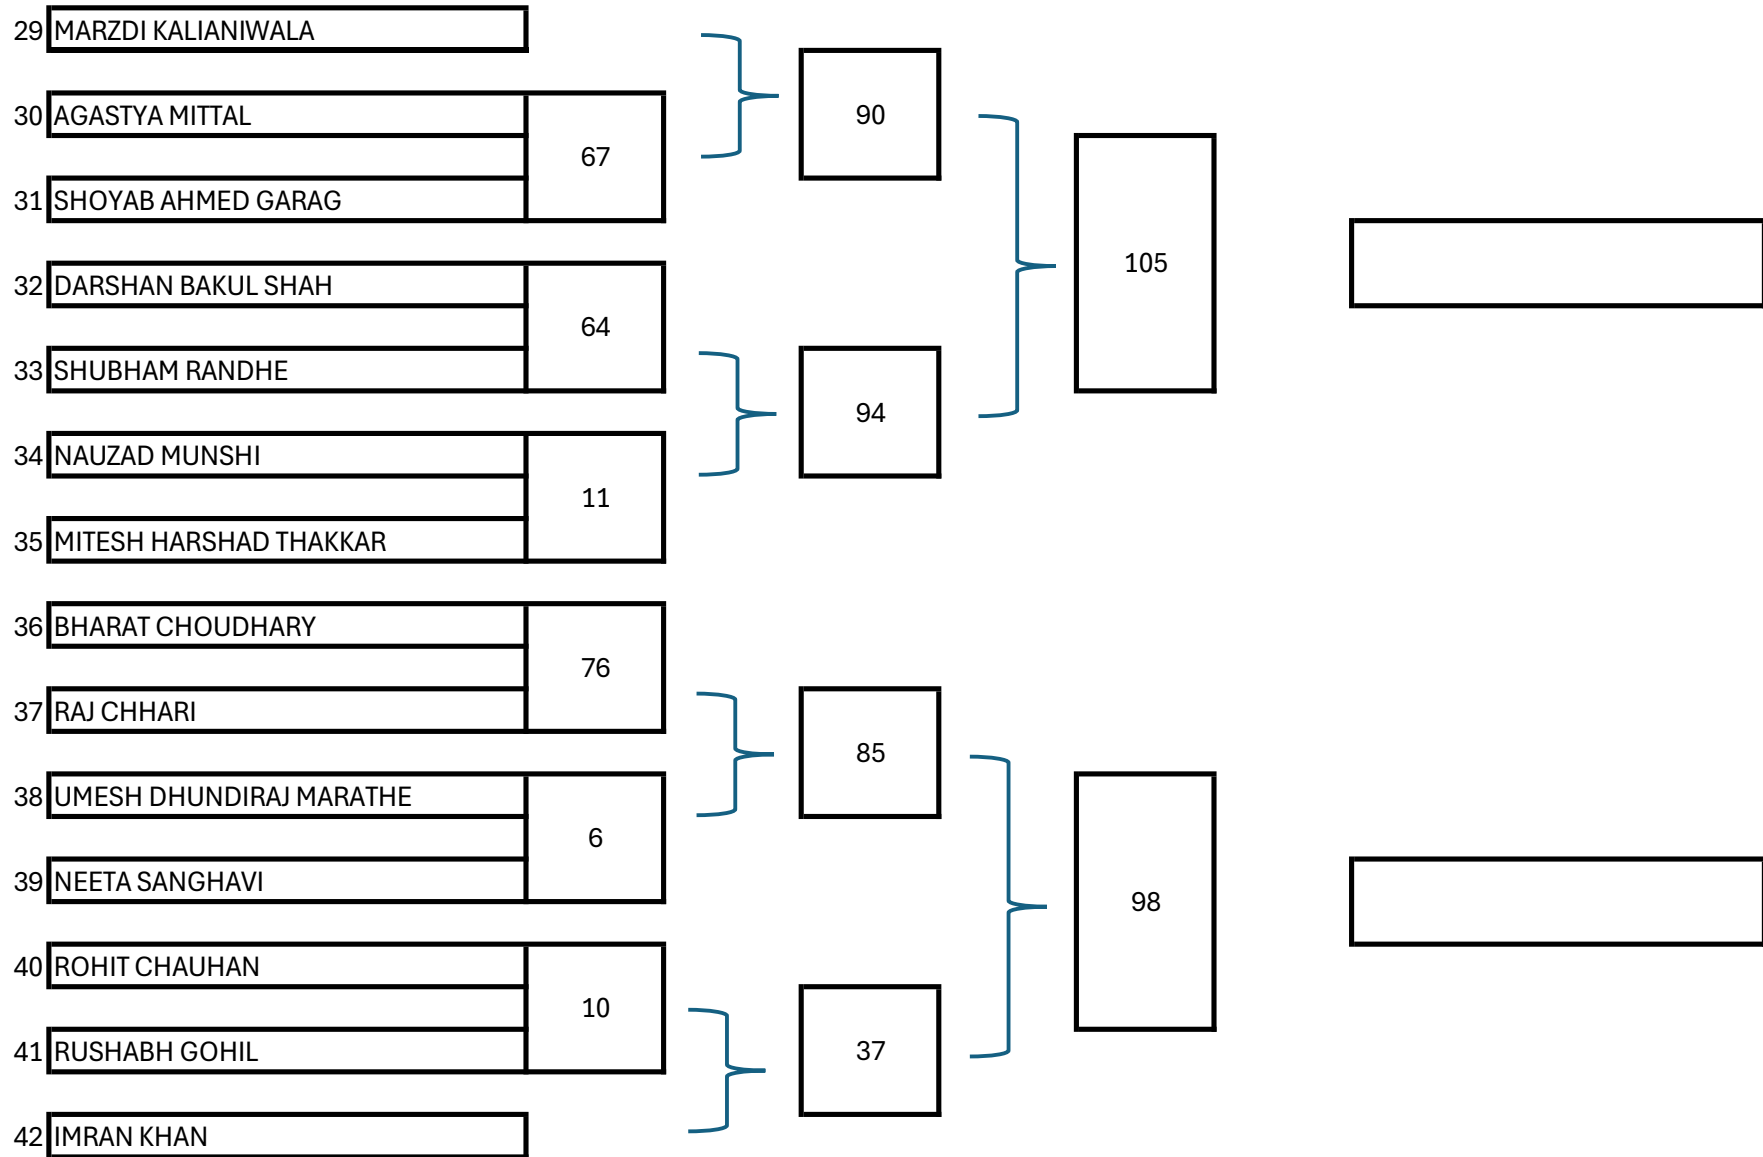 29 MARZDI KALIANIWALA
90
30 AGASTYA MITTAL
67
31 SHOYAB AHMED GARAG
105
32 DARSHAN BAKUL SHAH
64
33 SHUBHAM RANDHE
94
34 NAUZAD MUNSHI
11
35 MITESH HARSHAD THAKKAR
36 BHARAT CHOUDHARY
76
37 RAJ CHHARI
85
38 UMESH DHUNDIRAJ MARATHE
6
39 NEETA SANGHAVI
98
40 ROHIT CHAUHAN
10
41 RUSHABH GOHIL
37
42 IMRAN KHAN